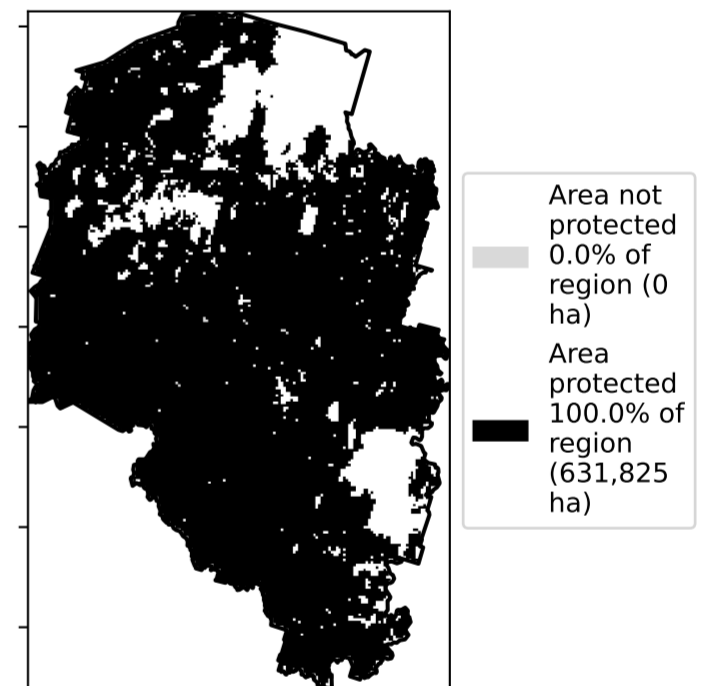 Area not
protected
0.0% of
region (0
ha)
Area
protected
100.0% of
region
(631,825
ha)